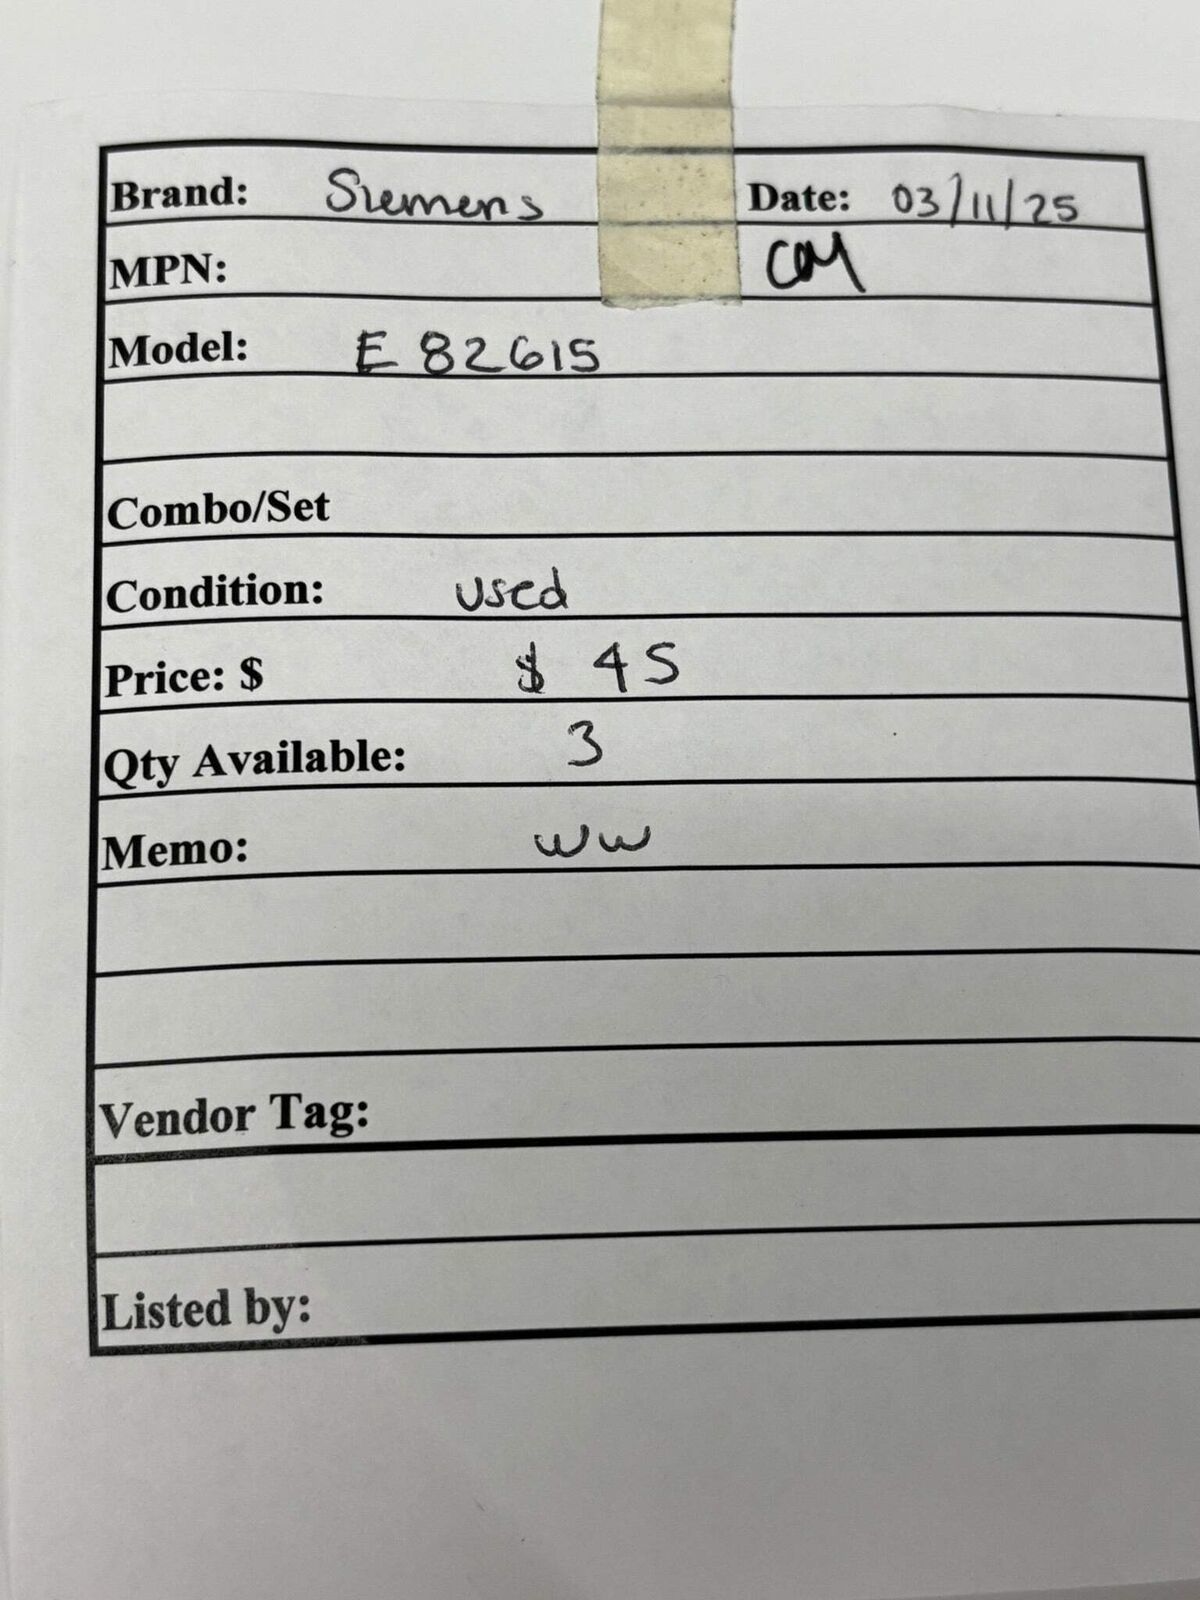 Brand: Siemens Date: 03/11/25
MPN:
Model: E 82615
Combo/Set
Condition: used
Price: $ $ 45
Qty Available: 3
Memo: WW
Vendor Tag:
Listed by: